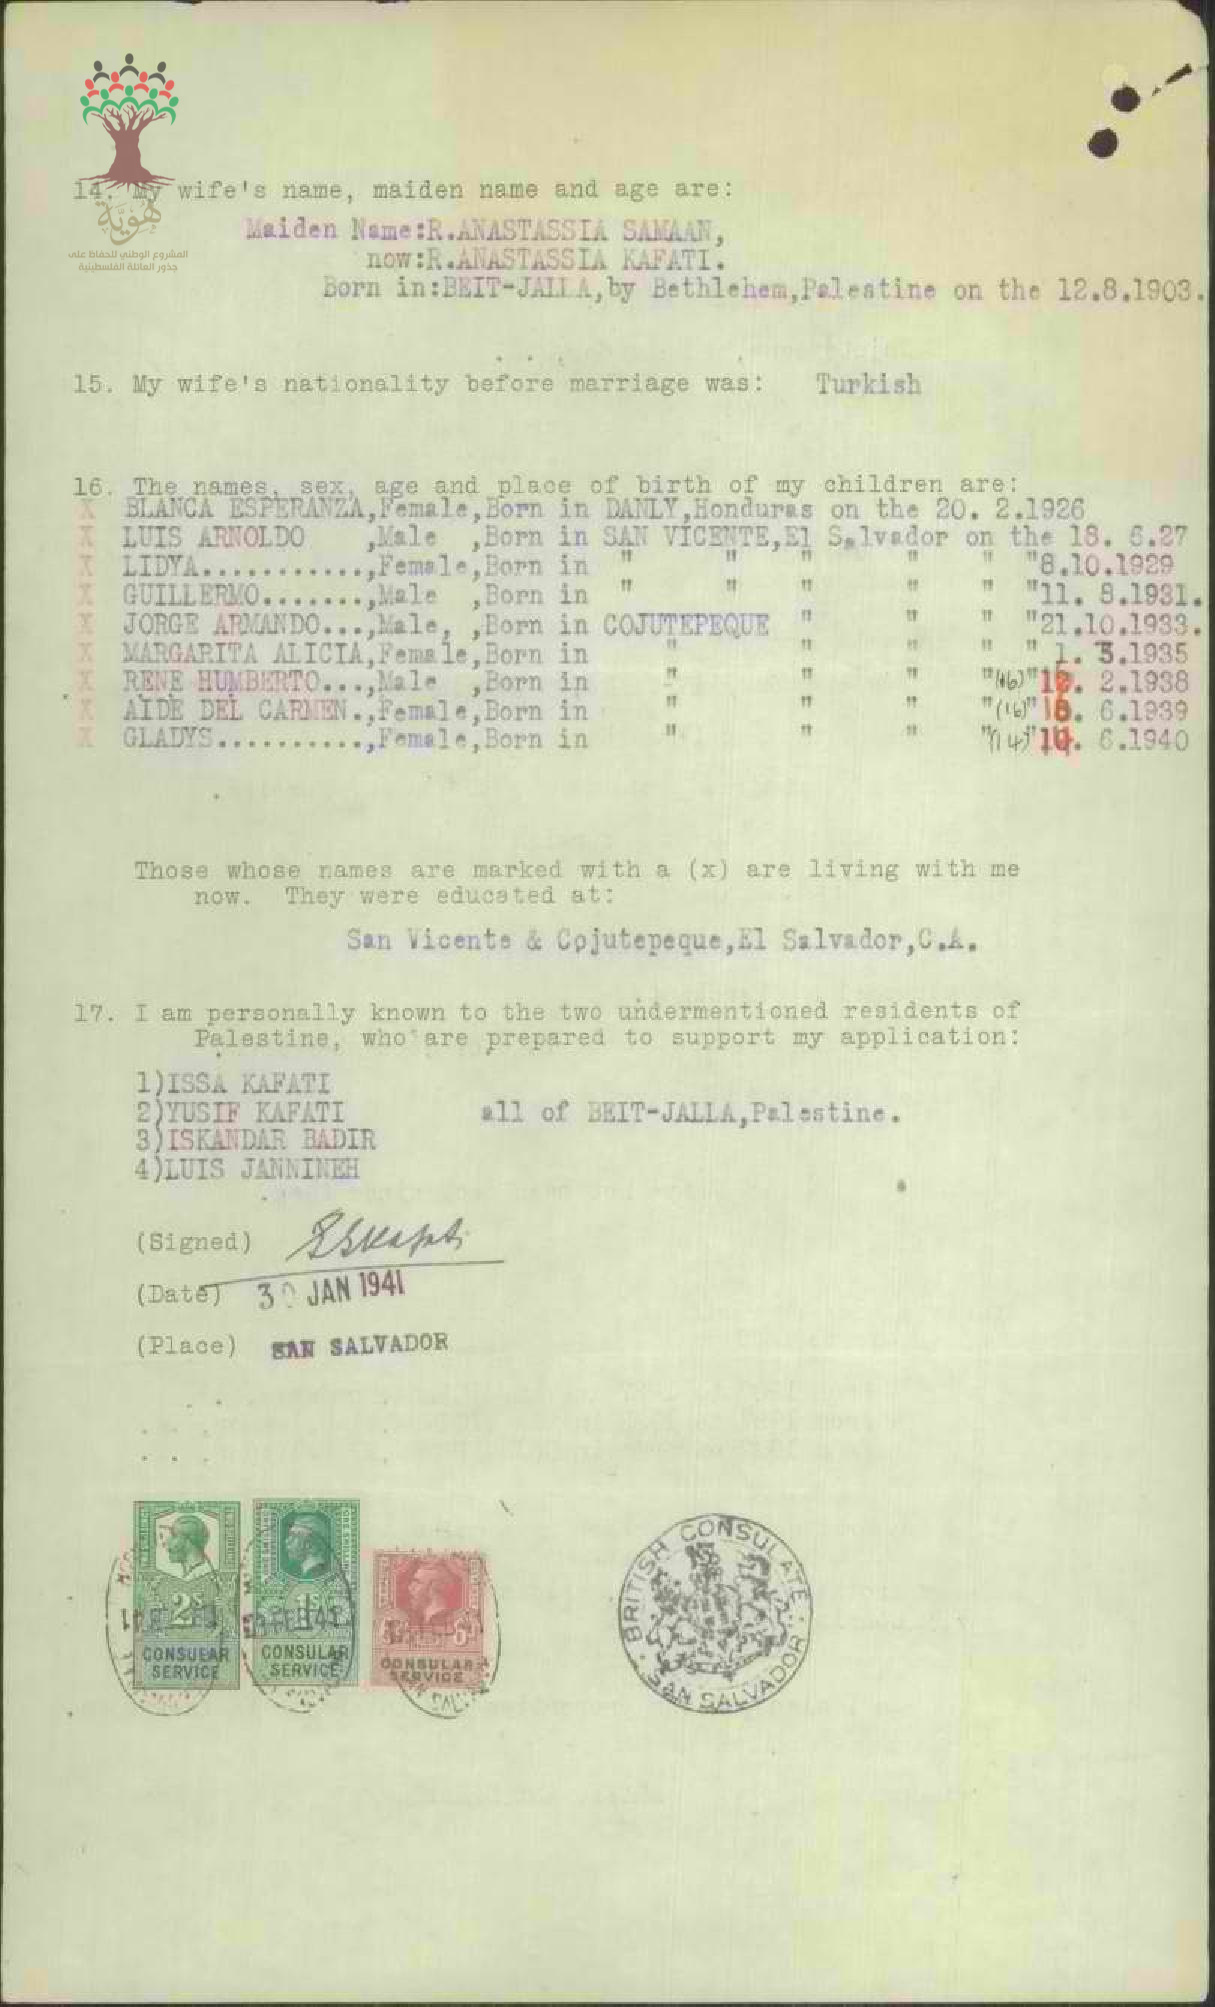 هُوِيَّة
المشروع الوطني للحفاظ على
جذور العائلة الفلسطينية
14. My wife's name, maiden name and age are:
Maiden Name:R.ANASTASSIA SAMAAN,
now:R.ANASTASSIA KAFATI.
Born in:BEIT-JALLA,by Bethlehem,Palestine on the 12.8.1903.
15. My wife's nationality before marriage was: Turkish
16. The names, sex, age and place of birth of my children are:
X BLANCA ESPERANZA,Female,Born in DANLY,Honduras on the 20. 2.1926
X LUIS ARNOLDO ,Male ,Born in SAN VICENTE,El Salvador on the 18. 6.27
X LIDYA...........,Female,Born in " " " " " "8.10.1929
X GUILLERMO.......,Male ,Born in " " " " " "11. 8.1931.
X JORGE ARMANDO...,Male, ,Born in COJUTEPEQUE " " " "21.10.1933.
X MARGARITA ALICIA,Female,Born in " " " " " 1. 3.1935
X RENE HUMBERTO...,Male ,Born in " " " "(16)" 2.1938
X AIDE DEL CARMEN.,Female,Born in " " " "(16)" 6.1939
X GLADYS..........,Female,Born in " " " "(14)" 6.1940
Those whose names are marked with a (x) are living with me
now. They were educated at:
San Vicente & Cojutepeque,El Salvador,C.A.
17. I am personally known to the two undermentioned residents of
Palestine, who are prepared to support my application:
1)ISSA KAFATI
2)YUSIF KAFATI all of BEIT-JALLA,Palestine.
3)ISKANDAR BADIR
4)LUIS JANNINEH
(Signed)
(Date) 30 JAN 1941
(Place) SAN SALVADOR
2s CONSULAR SERVICE
1s CONSULAR SERVICE
6d CONSULAR SERVICE
BRITISH CONSULATE
SAN SALVADOR